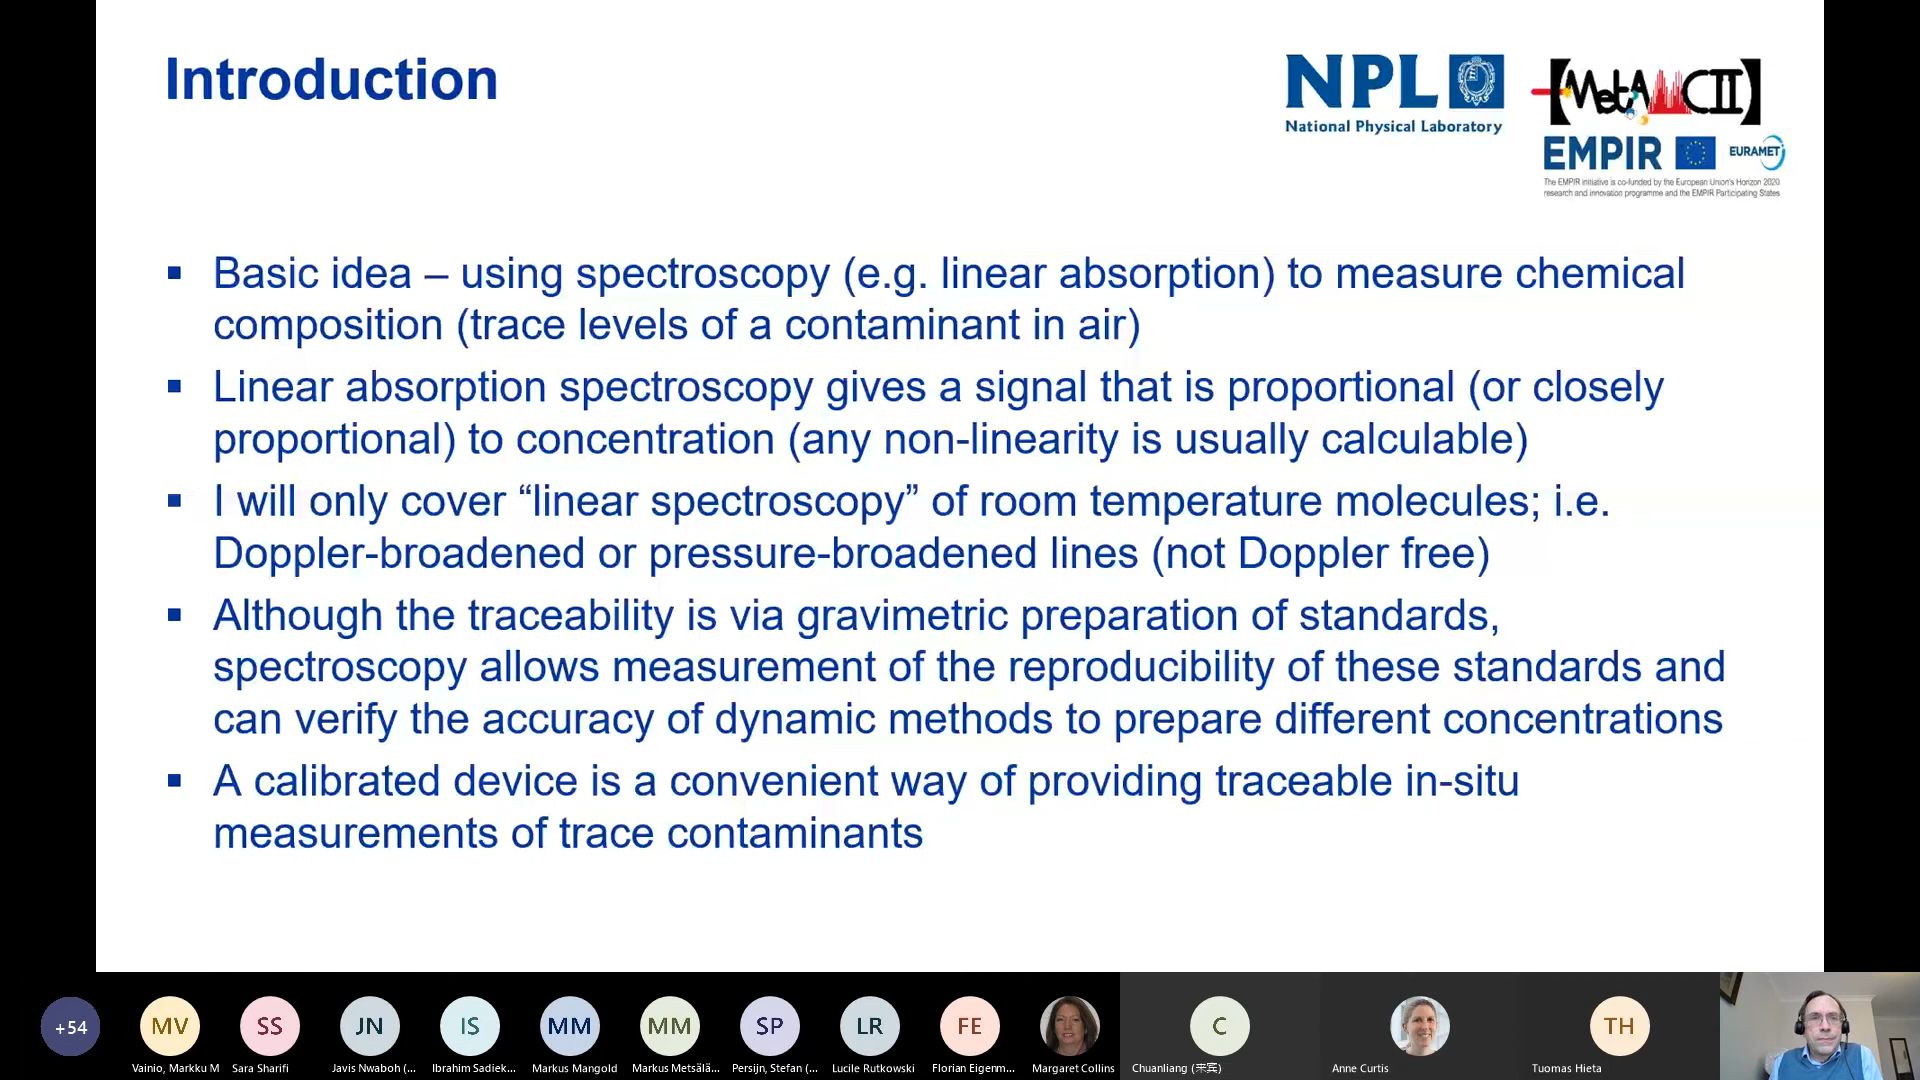 Introduction
NPL
National Physical Laboratory
[MetAMCII]
EMPIR
EURAMET
The EMPIR initiative is co-funded by the European Union's Horizon 2020
research and innovation programme and the EMPIR Participating States
▪ Basic idea – using spectroscopy (e.g. linear absorption) to measure chemical
composition (trace levels of a contaminant in air)
▪ Linear absorption spectroscopy gives a signal that is proportional (or closely
proportional) to concentration (any non-linearity is usually calculable)
▪ I will only cover “linear spectroscopy” of room temperature molecules; i.e.
Doppler-broadened or pressure-broadened lines (not Doppler free)
▪ Although the traceability is via gravimetric preparation of standards,
spectroscopy allows measurement of the reproducibility of these standards and
can verify the accuracy of dynamic methods to prepare different concentrations
▪ A calibrated device is a convenient way of providing traceable in-situ
measurements of trace contaminants
+54 MV SS JN IS MM MM SP LR FE C TH
Vainio, Markku M Sara Sharifi Javis Nwaboh (... Ibrahim Sadiek... Markus Mangold Markus Metsälä... Persijn, Stefan (... Lucile Rutkowski Florian Eigenm... Margaret Collins Chuanliang (宋宾) Anne Curtis Tuomas Hieta